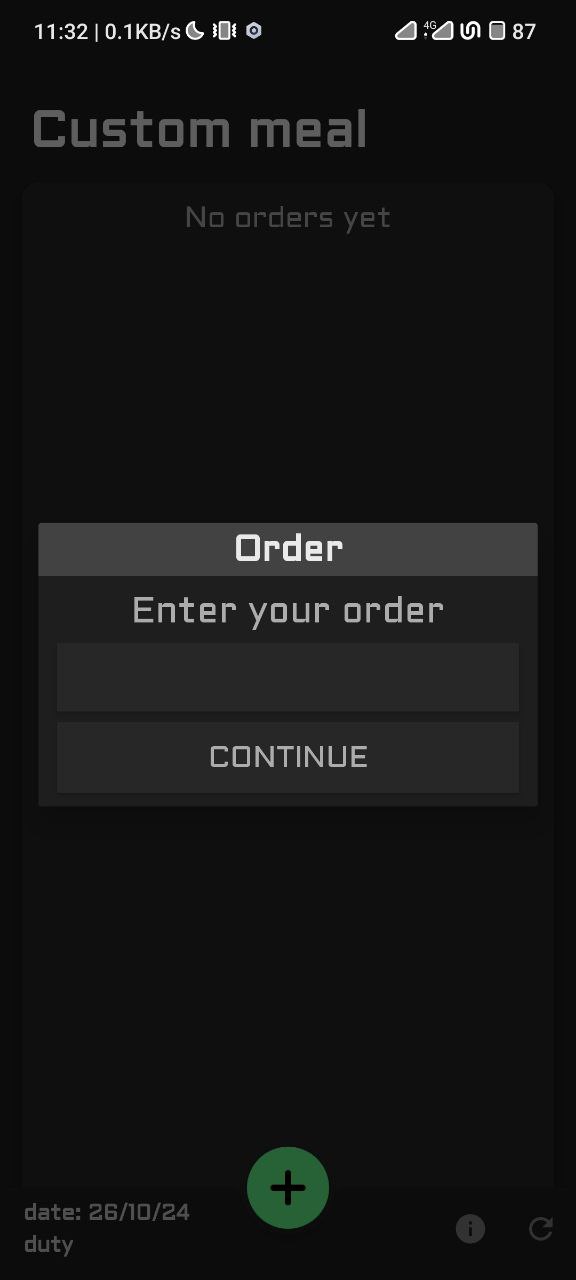 11:32 | 0.1KB/s 4G 87
Custom meal
No orders yet
Order
Enter your order
CONTINUE
date: 26/10/24
duty